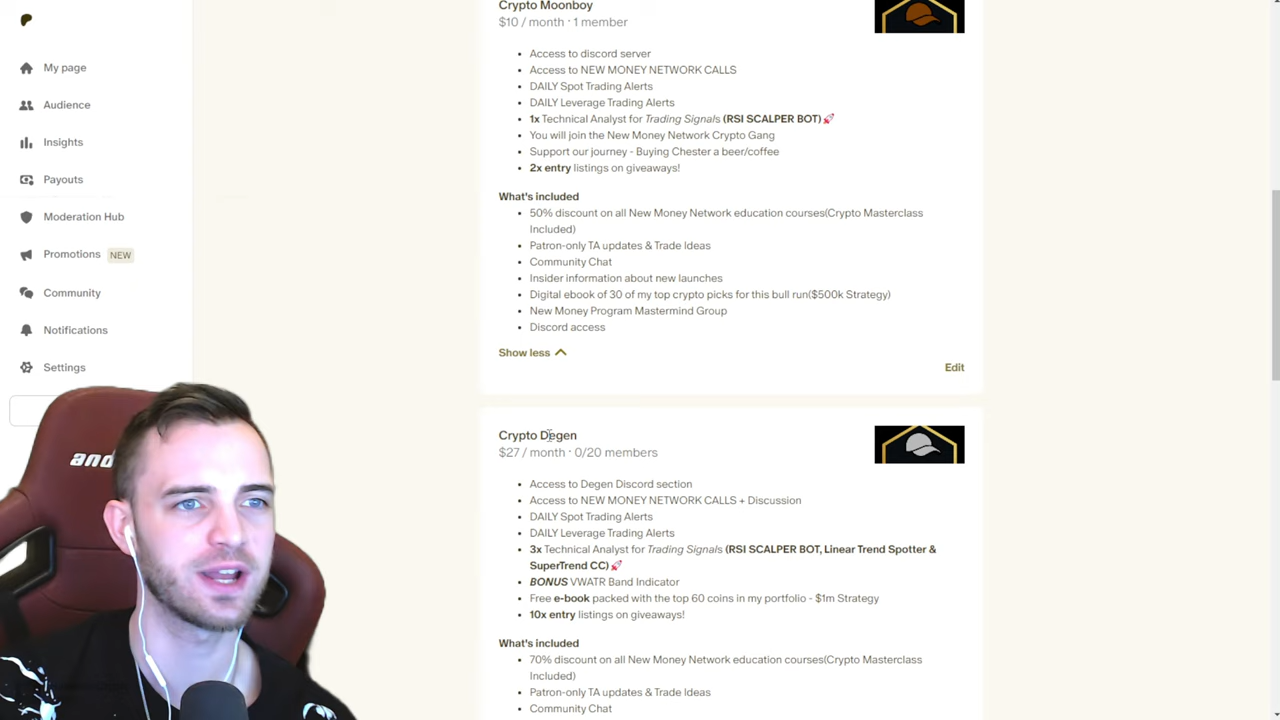 My page
Audience
Insights
Payouts
Moderation Hub
Promotions NEW
Community
Notifications
Settings
Crypto Moonboy
$10 / month · 1 member
Access to discord server
Access to NEW MONEY NETWORK CALLS
DAILY Spot Trading Alerts
DAILY Leverage Trading Alerts
1x Technical Analyst for Trading Signals (RSI SCALPER BOT)🚀
You will join the New Money Network Crypto Gang
Support our journey - Buying Chester a beer/coffee
2x entry listings on giveaways!
What's included
50% discount on all New Money Network education courses(Crypto Masterclass
Included)
Patron-only TA updates & Trade Ideas
Community Chat
Insider information about new launches
Digital ebook of 30 of my top crypto picks for this bull run($500k Strategy)
New Money Program Mastermind Group
Discord access
Show less
Edit
Crypto Degen
$27 / month · 0/20 members
Access to Degen Discord section
Access to NEW MONEY NETWORK CALLS + Discussion
DAILY Spot Trading Alerts
DAILY Leverage Trading Alerts
3x Technical Analyst for Trading Signals (RSI SCALPER BOT, Linear Trend Spotter &
SuperTrend CC)🚀
BONUS VWATR Band Indicator
Free e-book packed with the top 60 coins in my portfolio - $1m Strategy
10x entry listings on giveaways!
What's included
70% discount on all New Money Network education courses(Crypto Masterclass
Included)
Patron-only TA updates & Trade Ideas
Community Chat
and